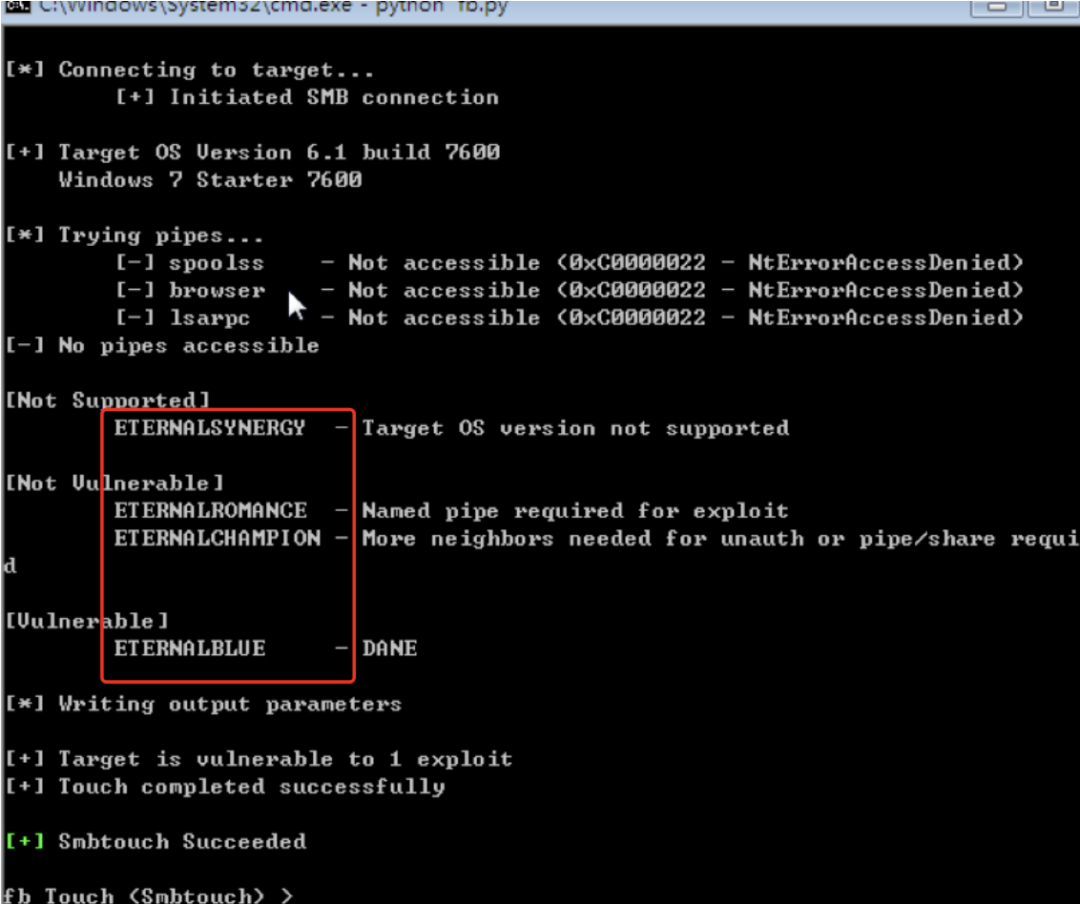 C:\Windows\System32\cmd.exe - python fb.py
[*] Connecting to target...
[+] Initiated SMB connection
[+] Target OS Version 6.1 build 7600
Windows 7 Starter 7600
[*] Trying pipes...
[-] spoolss - Not accessible (0xC0000022 - NtErrorAccessDenied)
[-] browser - Not accessible (0xC0000022 - NtErrorAccessDenied)
[-] lsarpc - Not accessible (0xC0000022 - NtErrorAccessDenied)
[-] No pipes accessible
[Not Supported]
ETERNALSYNERGY - Target OS version not supported
[Not Vulnerable]
ETERNALROMANCE - Named pipe required for exploit
ETERNALCHAMPION - More neighbors needed for unauth or pipe/share requi
d
[Vulnerable]
ETERNALBLUE - DANE
[*] Writing output parameters
[+] Target is vulnerable to 1 exploit
[+] Touch completed successfully
[+] Smbtouch Succeeded
fb Touch (Smbtouch) >